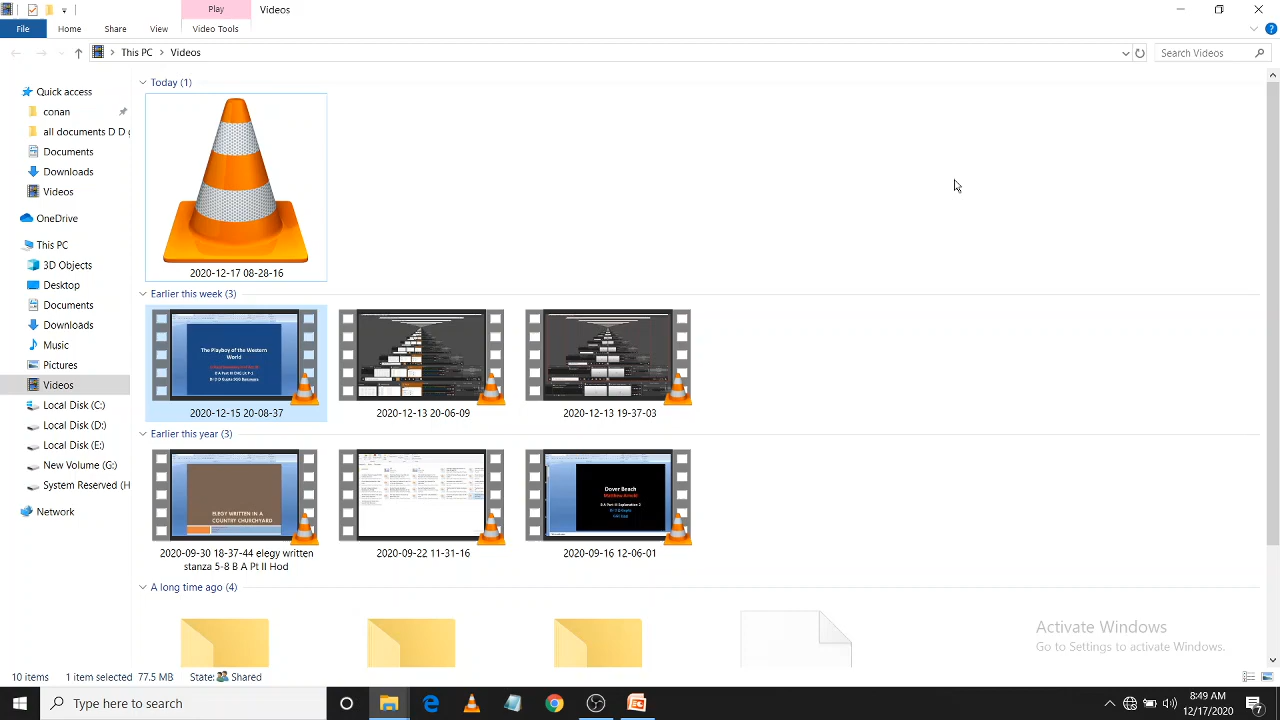 Play
Videos
File
Home
Share
View
Video Tools
This PC
Videos
Search Videos
Quick access
conan
all documents D D g
Documents
Downloads
Videos
OneDrive
This PC
3D Objects
Desktop
Documents
Downloads
Music
Pictures
Videos
Local Disk (C:)
Local Disk (D:)
Local Disk (E:)
New Volume (G:
System Reserve
Network
Today (1)
2020-12-17 08-28-16
Earlier this week (3)
The Playboy of the Western
World
2020-12-15 20-08-37
2020-12-13 20-06-09
2020-12-13 19-37-03
Earlier this year (3)
ELEGY WRITTEN IN A
COUNTRY CHURCHYARD
Dover Beach
Matthew Arnold
B A Part III Explanation 2
2020-09-30 18-37-44 elegy written
stanza 5-8 B A Pt II Hod
2020-09-22 11-31-16
2020-09-16 12-06-01
A long time ago (4)
Activate Windows
Go to Settings to activate Windows.
10 items
1 item selected
77.5 MB
State:
Shared
Type here to search
8:49 AM
12/17/2020
7